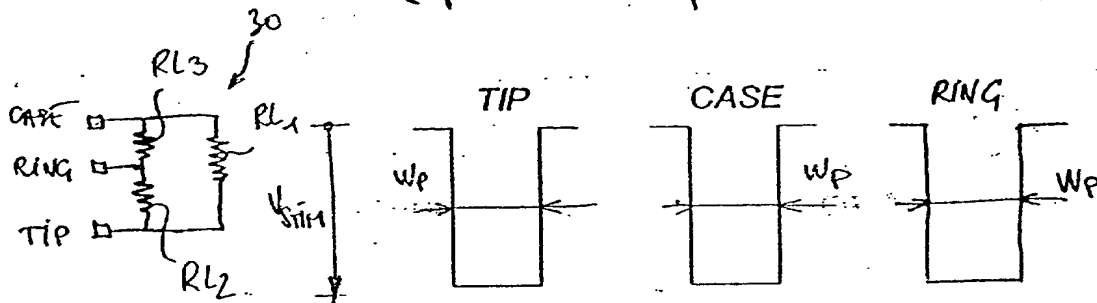 30
RL3
CASE
RL1
RING
TIP
RL2
VSTIM
TIP
CASE
RING
WP
WP
WP